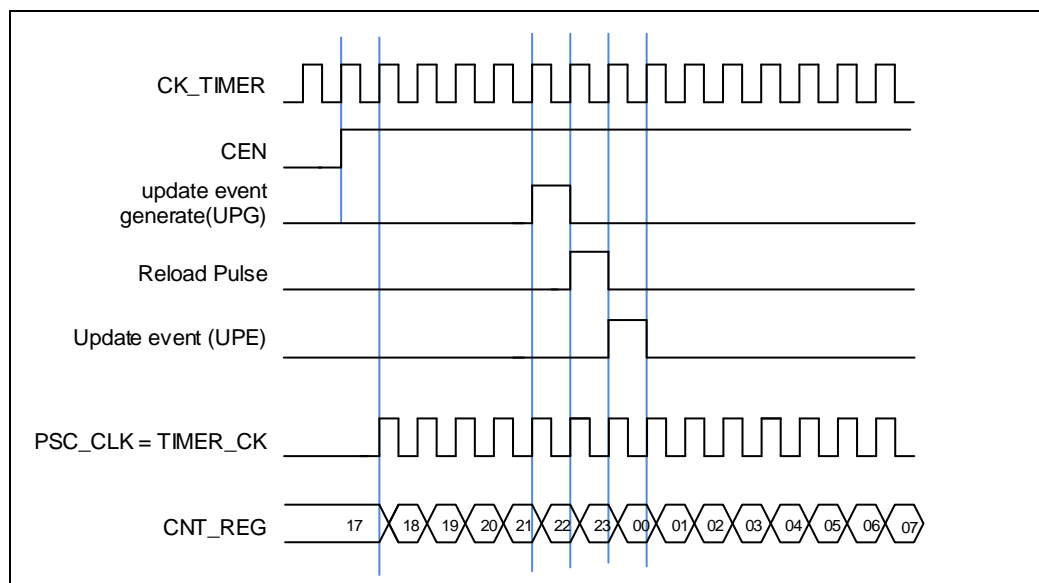 CK_TIMER
CEN
update event
generate(UPG)
Reload Pulse
Update event (UPE)
PSC_CLK = TIMER_CK
CNT_REG 17 18 19 20 21 22 23 00 01 02 03 04 05 06 07